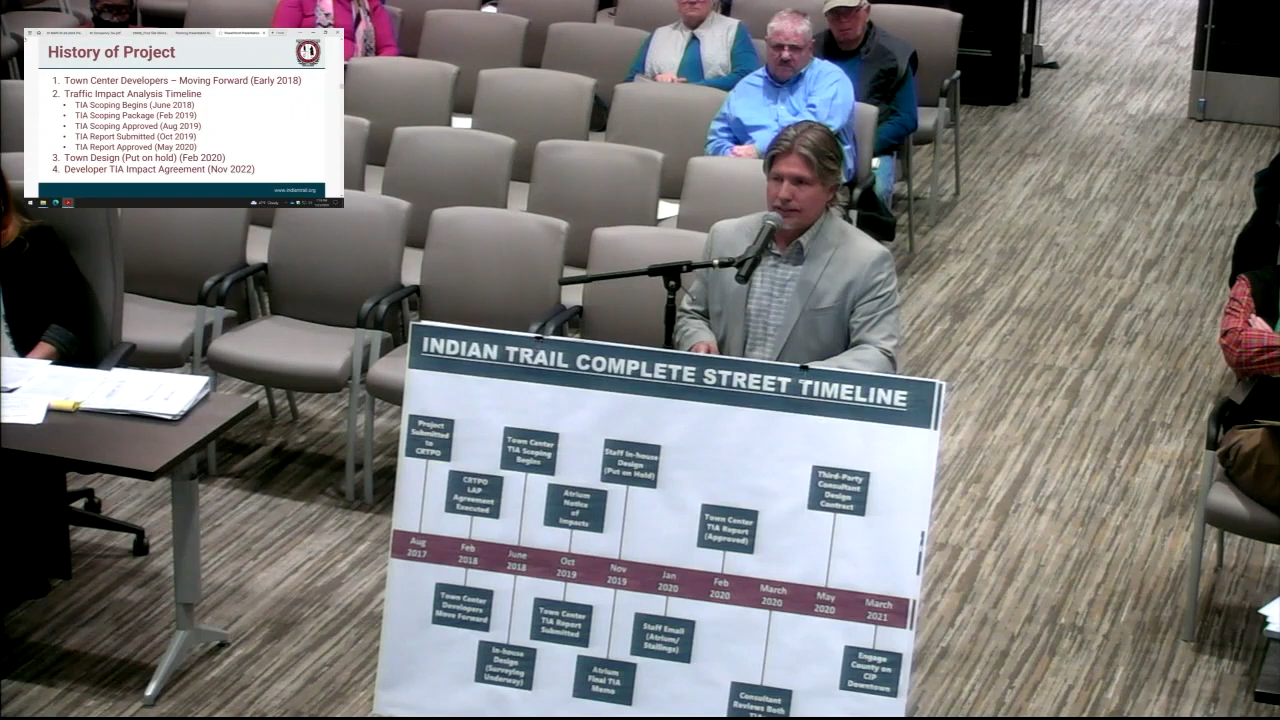 History of Project
1. Town Center Developers – Moving Forward (Early 2018)
2. Traffic Impact Analysis Timeline
• TIA Scoping Begins (June 2018)
• TIA Scoping Package (Feb 2019)
• TIA Scoping Approved (Aug 2019)
• TIA Report Submitted (Oct 2019)
• TIA Report Approved (May 2020)
3. Town Design (Put on hold) (Feb 2020)
4. Developer TIA Impact Agreement (Nov 2022)
www.indiantrail.org
INDIAN TRAIL COMPLETE STREET TIMELINE
Project
Submitted
to
CRTPO
CRTPO
LAP
Agreement
Executed
Town Center
TIA Scoping
Begins
Atrium
Notice
of
Impacts
Staff In-house
Design
(Put on Hold)
Town Center
TIA Report
(Approved)
Third-Party
Consultant
Design
Contract
Aug
2017
Feb
2018
June
2018
Oct
2019
Nov
2019
Jan
2020
Feb
2020
March
2020
May
2020
March
2021
Town Center
Developers
Move Forward
In-house
Design
(Surveying
Underway)
Town Center
TIA Report
Submitted
Atrium
Final TIA
Memo
Staff Email
(Atrium/
Stallings)
Consultant
Reviews Both
Engage
County on
CIP
Downtown